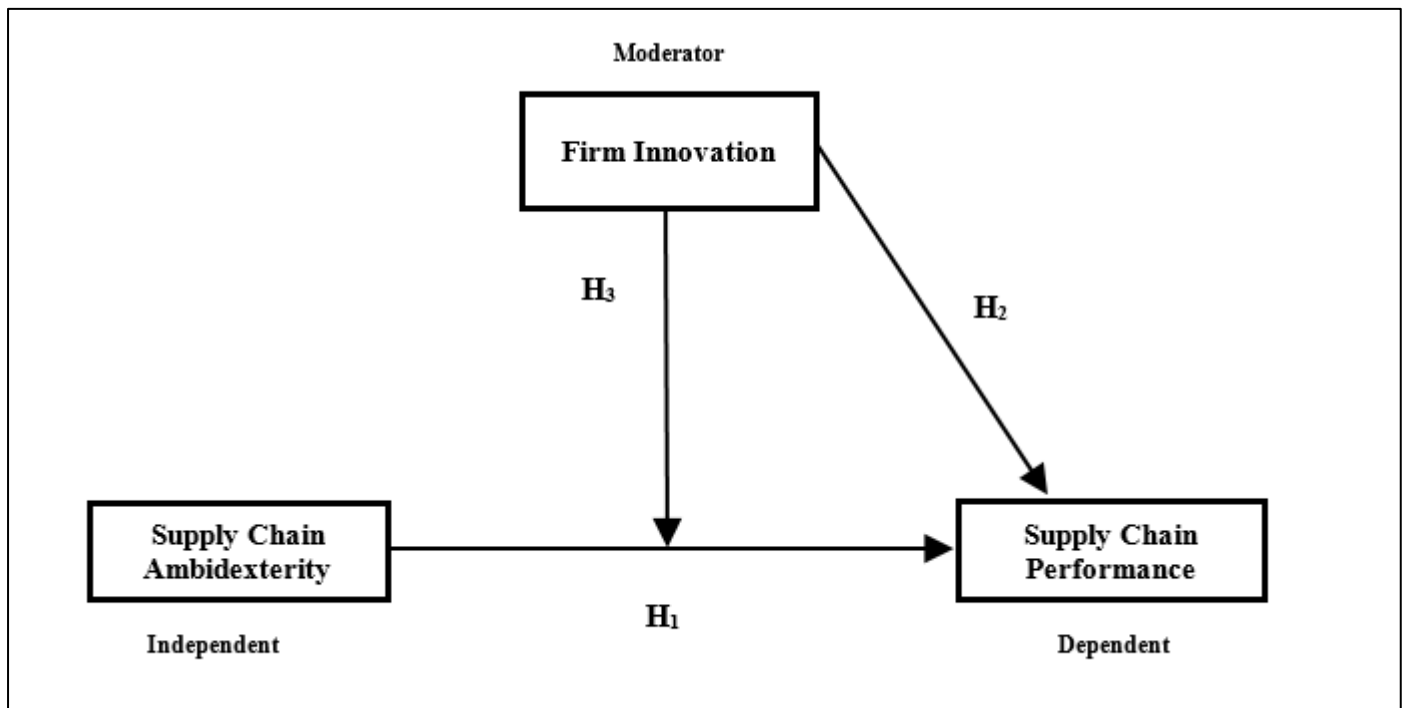 Moderator
Firm Innovation
H₃
H₂
Supply Chain
Ambidexterity
Supply Chain
Performance
H₁
Independent
Dependent